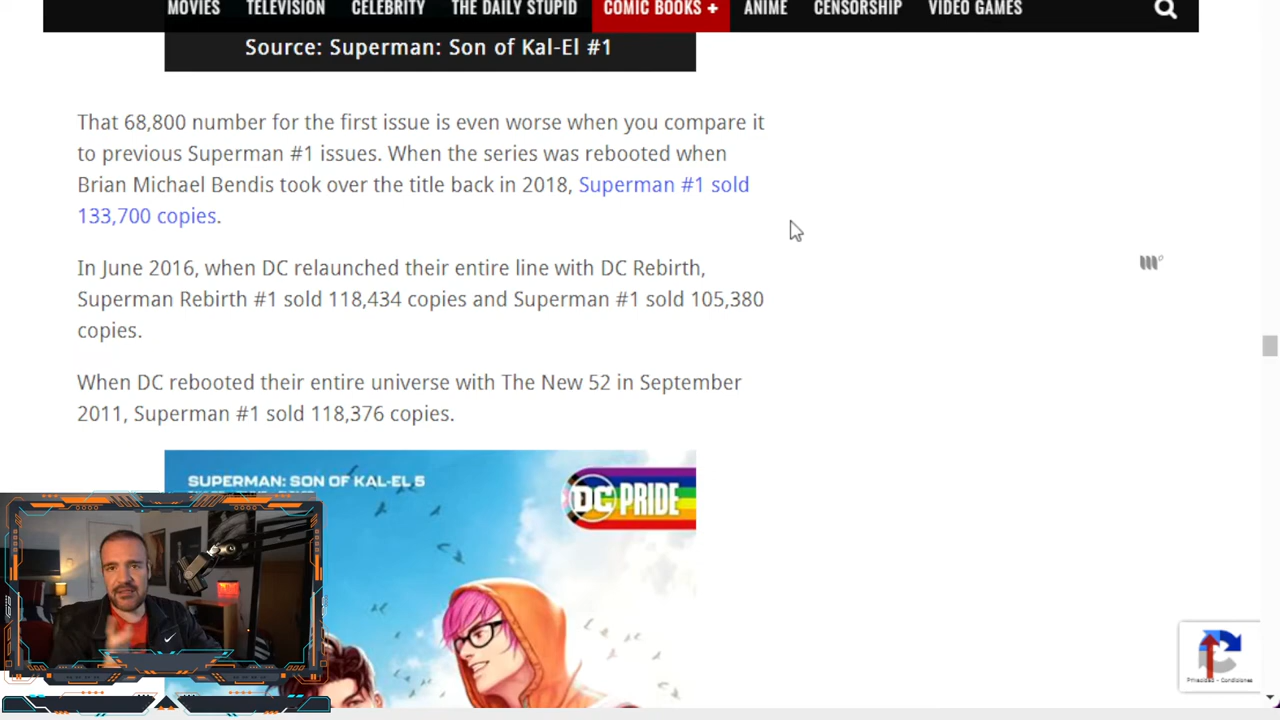 MOVIES TELEVISION CELEBRITY THE DAILY STUPID COMIC BOOKS + ANIME CENSORSHIP VIDEO GAMES
Source: Superman: Son of Kal-El #1
That 68,800 number for the first issue is even worse when you compare it
to previous Superman #1 issues. When the series was rebooted when
Brian Michael Bendis took over the title back in 2018, Superman #1 sold
133,700 copies.
In June 2016, when DC relaunched their entire line with DC Rebirth,
Superman Rebirth #1 sold 118,434 copies and Superman #1 sold 105,380
copies.
When DC rebooted their entire universe with The New 52 in September
2011, Superman #1 sold 118,376 copies.
SUPERMAN: SON OF KAL-EL 5
DC PRIDE
Privacidad - Condiciones